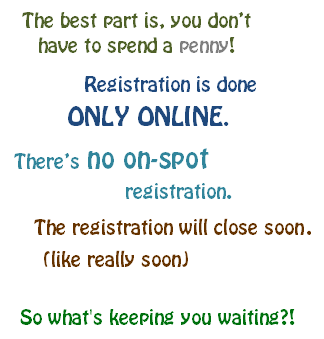 The best part is, you don't
have to spend a penny!
Registration is done
ONLY ONLINE.
There's no on-spot
registration.
The registration will close soon.
(like really soon)
So what's keeping you waiting?!